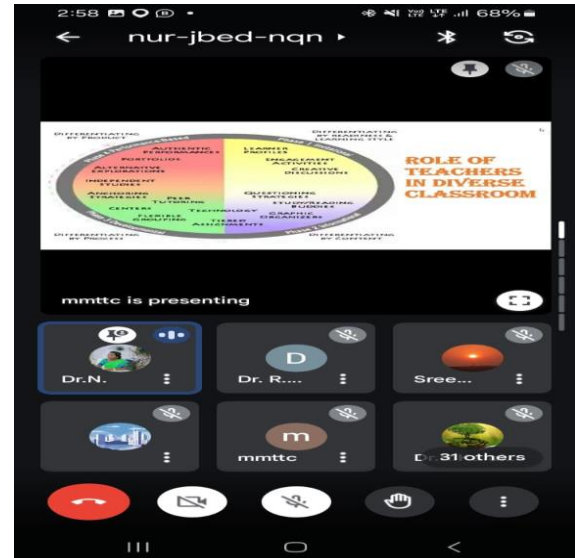 2:58
68%
nur-jbed-nqn
DIFFERENTIATING
BY PRODUCT
DIFFERENTIATING
BY READINESS &
LEARNING STYLE
AUTHENTIC
PERFORMANCES
PORTFOLIOS
ALTERNATIVE
EXPLORATIONS
INDEPENDENT
STUDIES
ANCHORING
STRATEGIES
PEER
TUTORING
CENTERS
FLEXIBLE
GROUPING
TECHNOLOGY
TIERED
ASSIGNMENTS
LEARNER
PROFILES
ENGAGEMENT
ACTIVITIES
CREATIVE
DISCUSSIONS
QUESTIONING
STRATEGIES
STUDY/READING
BUDDIES
GRAPHIC
ORGANIZERS
DIFFERENTIATING
BY PROCESS
DIFFERENTIATING
BY CONTENT
ROLE OF
TEACHERS
IN DIVERSE
CLASSROOM
mmttc is presenting
Dr.N.
D
Dr. R....
Sree...
m
mmttc
31 others